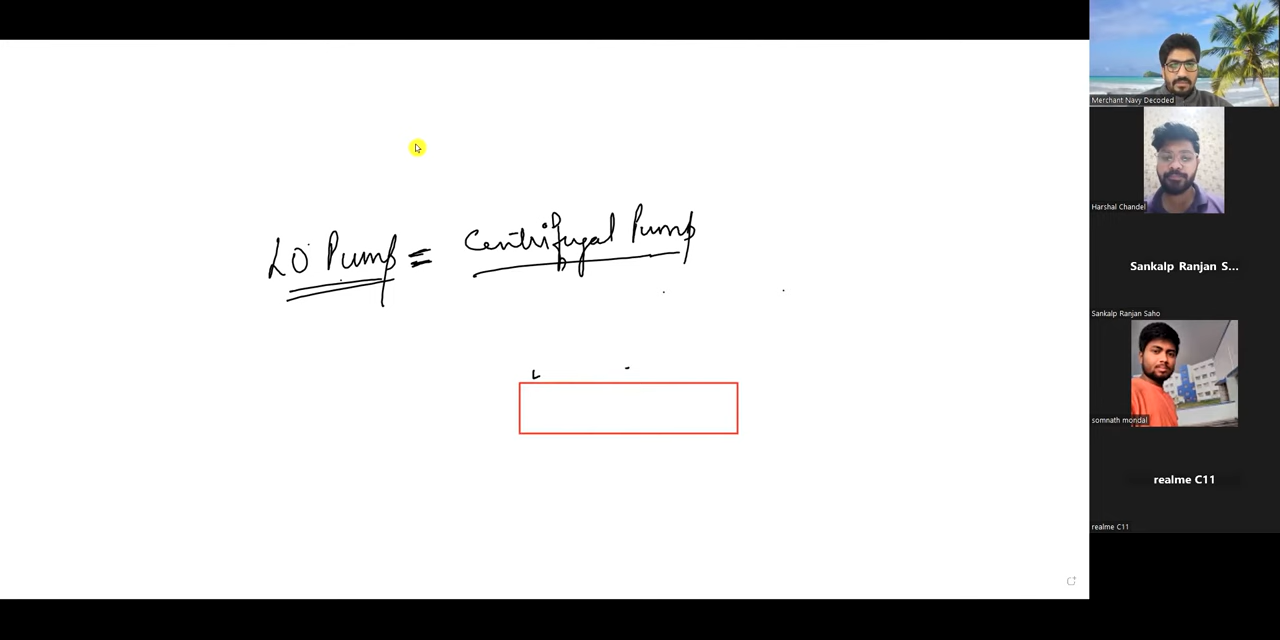 LO Pump = Centrifugal Pump
Merchant Navy Decoded
Harshal Chandel
Sankalp Ranjan S...
Sankalp Ranjan Saho
somnath mondal
realme C11
realme C11